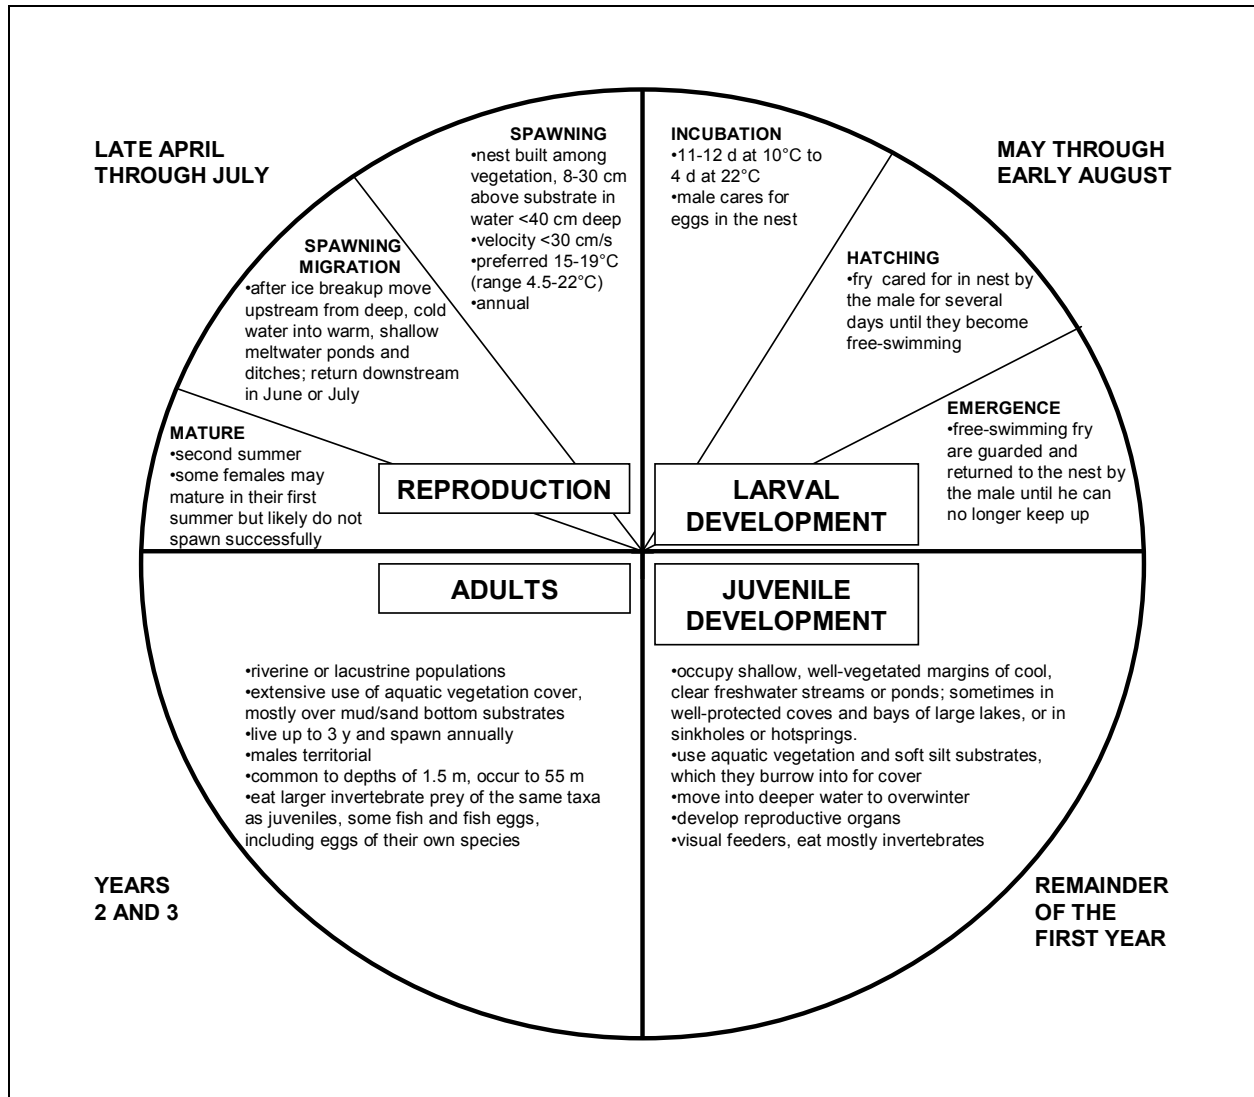 LATE APRIL
THROUGH JULY
SPAWNING
•nest built among
vegetation, 8-30 cm
above substrate in
water <40 cm deep
•velocity <30 cm/s
•preferred 15-19°C
(range 4.5-22°C)
•annual
SPAWNING
MIGRATION
•after ice breakup move
upstream from deep, cold
water into warm, shallow
meltwater ponds and
ditches; return downstream
in June or July
MATURE
•second summer
•some females may
mature in their first
summer but likely do not
spawn successfully
REPRODUCTION
INCUBATION
•11-12 d at 10°C to
4 d at 22°C
•male cares for
eggs in the nest
MAY THROUGH
EARLY AUGUST
HATCHING
•fry cared for in nest by
the male for several
days until they become
free-swimming
EMERGENCE
•free-swimming fry
are guarded and
returned to the nest by
the male until he can
no longer keep up
LARVAL
DEVELOPMENT
ADULTS
•riverine or lacustrine populations
•extensive use of aquatic vegetation cover,
mostly over mud/sand bottom substrates
•live up to 3 y and spawn annually
•males territorial
•common to depths of 1.5 m, occur to 55 m
•eat larger invertebrate prey of the same taxa
as juveniles, some fish and fish eggs,
including eggs of their own species
YEARS
2 AND 3
JUVENILE
DEVELOPMENT
•occupy shallow, well-vegetated margins of cool,
clear freshwater streams or ponds; sometimes in
well-protected coves and bays of large lakes, or in
sinkholes or hotsprings.
•use aquatic vegetation and soft silt substrates,
which they burrow into for cover
•move into deeper water to overwinter
•develop reproductive organs
•visual feeders, eat mostly invertebrates
REMAINDER
OF THE
FIRST YEAR